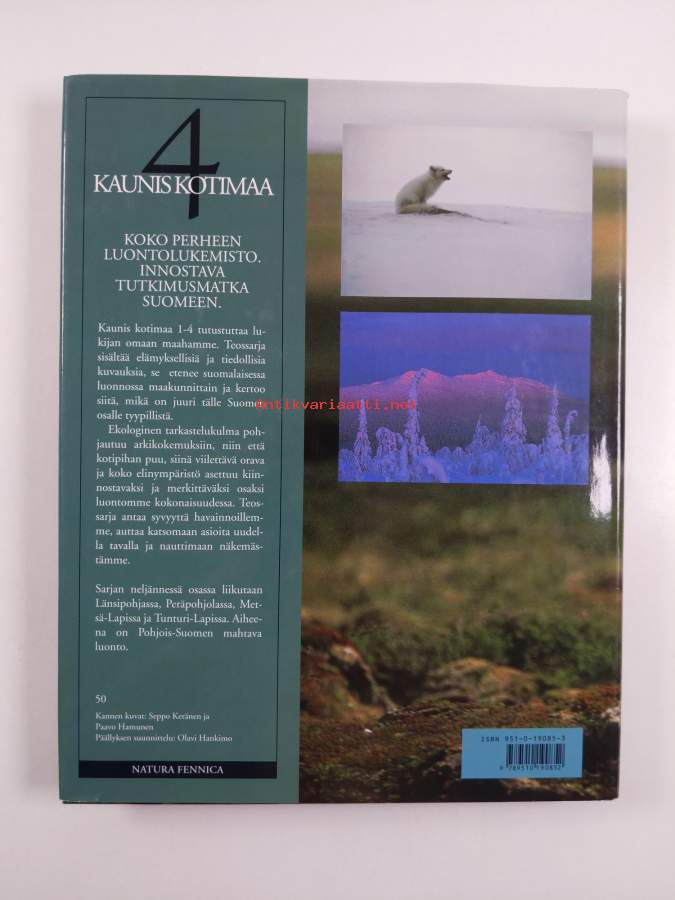 4
KAUNIS KOTIMAA
KOKO PERHEEN
LUONTOLUKEMISTO.
INNOSTAVA
TUTKIMUSMATKA
SUOMEEN.
Kaunis kotimaa 1-4 tutustuttaa lu-
kijan omaan maahamme. Teossarja
sisältää elämyksellisiä ja tiedollisia
kuvauksia, se etenee suomalaisessa
luonnossa maakunnittain ja kertoo
siitä, mikä on juuri tälle Suomen
osalle tyypillistä.
Ekologinen tarkastelukulma poh-
jautuu arkikokemuksiin, niin että
kotipihan puu, siinä viilettävä orava
ja koko elinympäristö asettuu kiin-
nostavaksi ja merkittäväksi osaksi
luontomme kokonaisuudessa. Teos-
sarja antaa syvyyttä havainnoillem-
me, auttaa katsomaan asioita uudel-
la tavalla ja nauttimaan näkemäs-
tämme.
Sarjan neljännessä osassa liikutaan
Länsipohjassa, Peräpohjolassa, Met-
sä-Lapissa ja Tunturi-Lapissa. Aihee-
na on Pohjois-Suomen mahtava
luonto.
50
Kannen kuvat: Seppo Keränen ja
Paavo Hamunen
Päällyksen suunnittelu: Olavi Hankimo
NATURA FENNICA
antikvariaatti.net
ISBN 951-0-19085-3
9 789510 190852